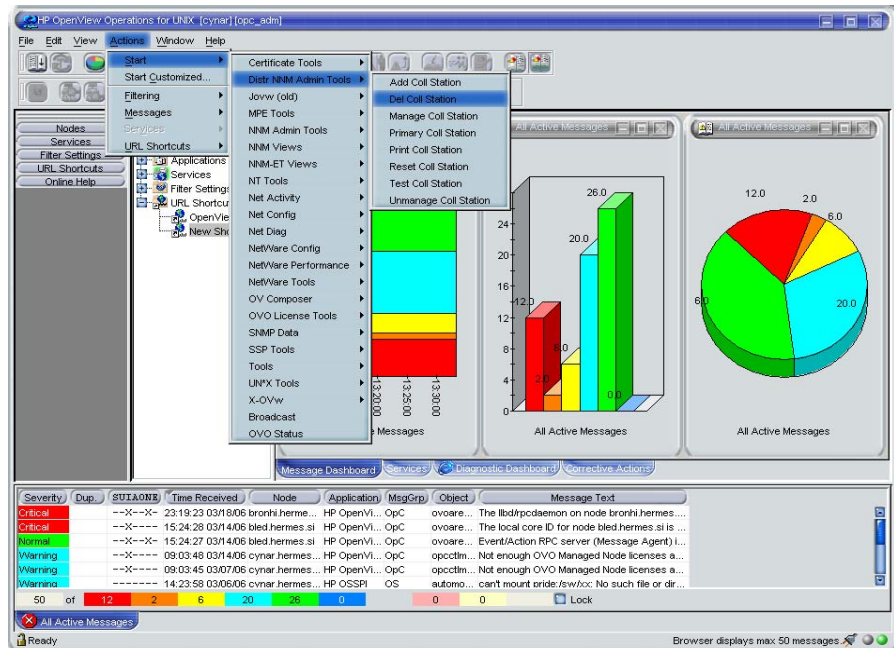 HP OpenView Operations for UNIX [cynar] [opc_adm]
File Edit View Actions Window Help
Start
Start Customized...
Filtering
Messages
Services
URL Shortcuts
Certificate Tools
Distr NNM Admin Tools
Jovw (old)
MPE Tools
NNM Admin Tools
NNM Views
NNM-ET Views
NT Tools
Net Activity
Net Config
Net Diag
NetWare Config
NetWare Performance
NetWare Tools
OV Composer
OVO License Tools
SNMP Data
SSP Tools
Tools
UN*X Tools
X-OVw
Broadcast
OVO Status
Add Coll Station
Del Coll Station
Manage Coll Station
Primary Coll Station
Print Coll Station
Reset Coll Station
Test Coll Station
Unmanage Coll Station
Nodes
Services
Filter Settings
URL Shortcuts
Online Help
Applications
Services
Filter Settings
URL Shortcu
OpenVie
New Sho
13:20:00
13:25:00
13:30:00
Messages
All Active Messages
24
20
16
12
8
4
0
12.0
2.0
6.0
20.0
26.0
0.0
All Active Messages
All Active Messages
12.0
2.0
6.0
20.0
6.0
All Active Messages
Message Dashboard Services Diagnostic Dashboard Corrective Actions
Severity Dup. SUIAONE Time Received Node Application MsgGrp Object Message Text
Critical --X--X- 23:19:23 03/18/06 bronhi.herme... HP OpenVi... OpC ovoare... The llbd/rpcdaemon on node bronhi.hermes....
Critical --X---- 15:24:28 03/14/06 bled.hermes.si HP OpenVi... OpC ovoare... The local core ID for node bled.hermes.si is ...
Normal --X--X- 15:24:27 03/14/06 bled.hermes.si HP OpenVi... OpC ovoare... Event/Action RPC server (Message Agent) i...
Warning ------- 09:03:48 03/14/06 cynar.hermes... HP OpenVi... OpC opcctlm... Not enough OVO Managed Node licenses a...
Warning ------- 09:03:45 03/07/06 cynar.hermes... HP OpenVi... OpC opcctlm... Not enough OVO Managed Node licenses a...
Warning ------- 14:23:58 03/06/06 cynar.hermes... HP OSSPI OS automo... can't mount pride:/sw/xx: No such file or dir...
50 of 12 2 6 20 26 0 0 0 Lock
All Active Messages
Ready Browser displays max 50 messages.